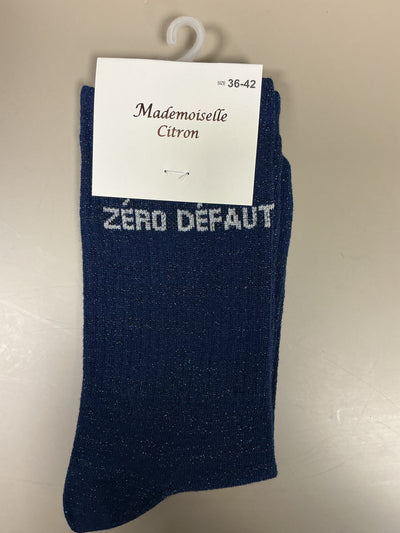 SIZE 36-42
Mademoiselle
Citron
ZÉRO DÉFAUT